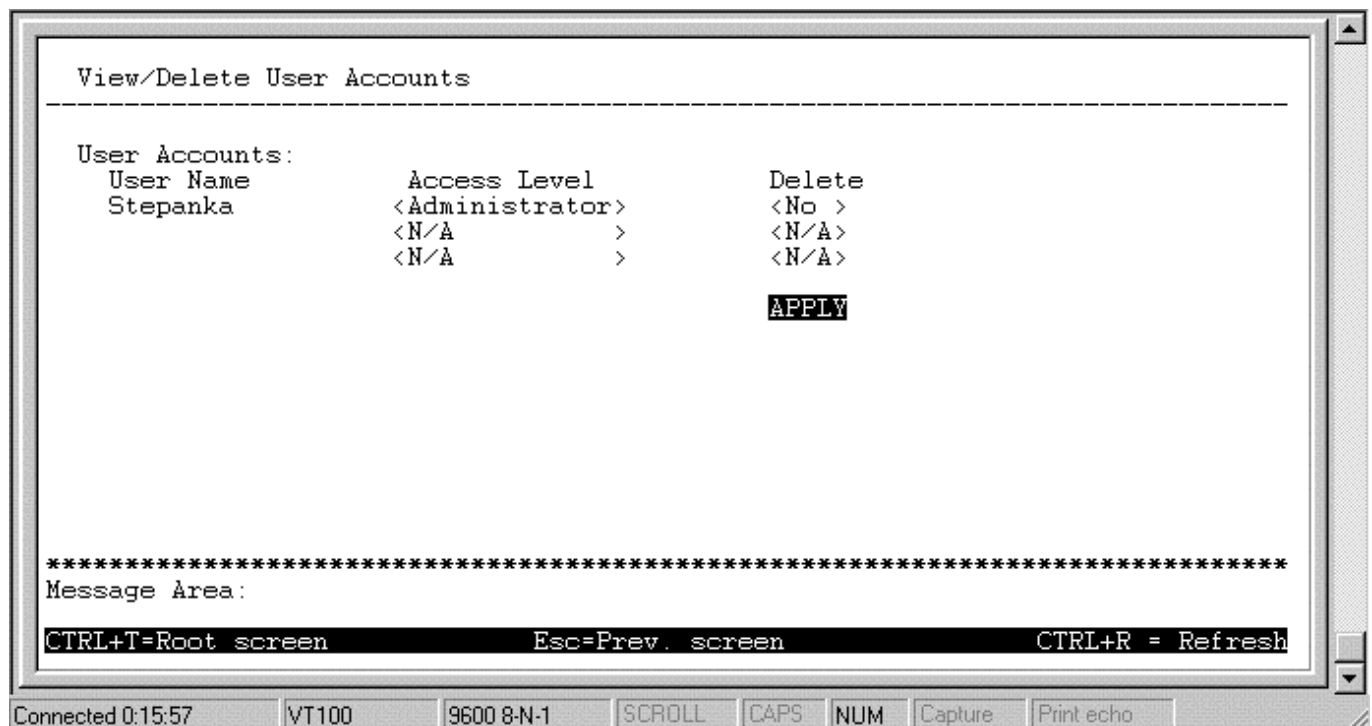 View/Delete User Accounts
--------------------------------------------------------------------------------
User Accounts:
User Name Access Level Delete
Stepanka <Administrator> <No >
<N/A > <N/A>
<N/A > <N/A>
APPLY
********************************************************************************
Message Area:
CTRL+T=Root screen Esc=Prev. screen CTRL+R = Refresh
Connected 0:15:57 VT100 9600 8-N-1 SCROLL CAPS NUM Capture Print echo